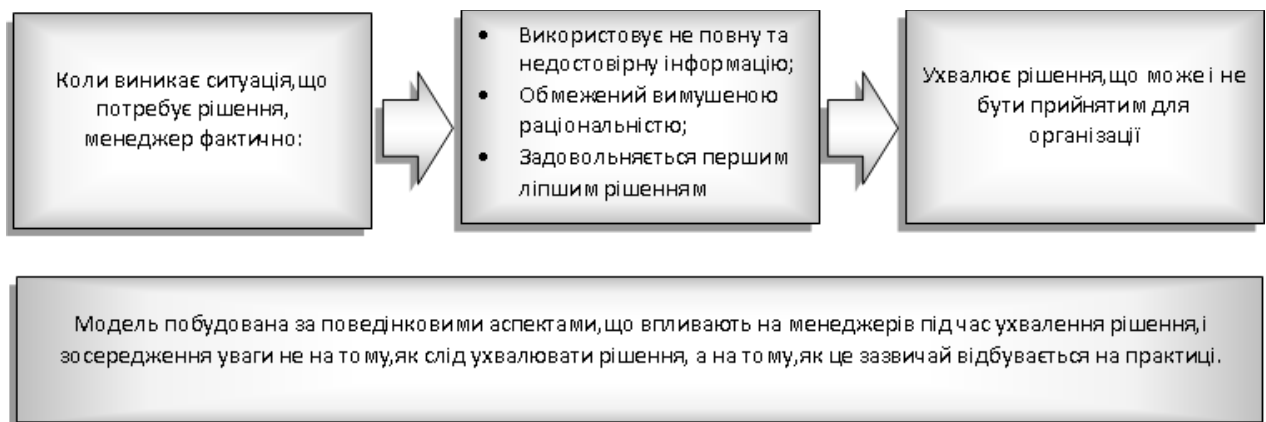 Коли виникає ситуація,що
потребує рішення,
менеджер фактично:
• Використовує не повну та
недостовірну інформацію;
• Обмежений вимушеною
раціональністю;
• Задовольняється першим
ліпшим рішенням
Ухвалює рішення,що може і не
бути прийнятим для
організації
Модель побудована за поведінковими аспектами,що впливають на менеджерів під час ухвалення рішення,і
зосередження уваги не на тому,як слід ухвалювати рішення, а на тому,як це зазвичай відбувається на практиці.